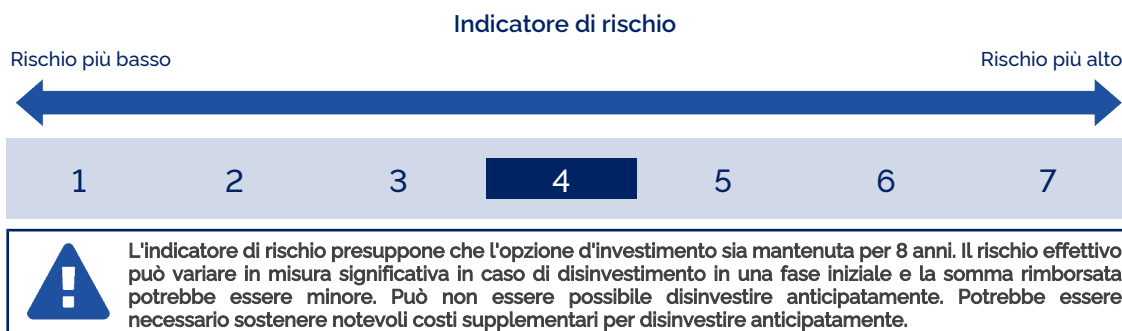 Indicatore di rischio
Rischio più basso
Rischio più alto
1 2 3 4 5 6 7
L'indicatore di rischio presuppone che l'opzione d'investimento sia mantenuta per 8 anni. Il rischio effettivo
può variare in misura significativa in caso di disinvestimento in una fase iniziale e la somma rimborsata
potrebbe essere minore. Può non essere possibile disinvestire anticipatamente. Potrebbe essere
necessario sostenere notevoli costi supplementari per disinvestire anticipatamente.